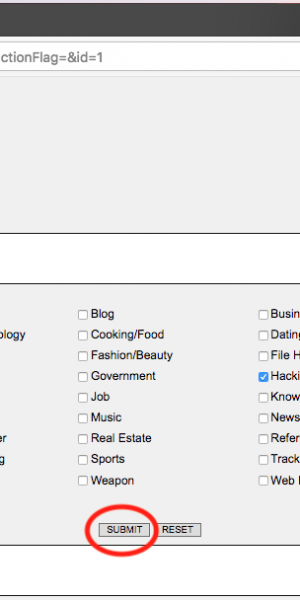 ctionFlag=&id=1
Blog Busin
ology Cooking/Food Dating
Fashion/Beauty File H
Government Hacki
Job Know
Music News
er Real Estate Refer
g Sports Track
Weapon Web
SUBMIT RESET